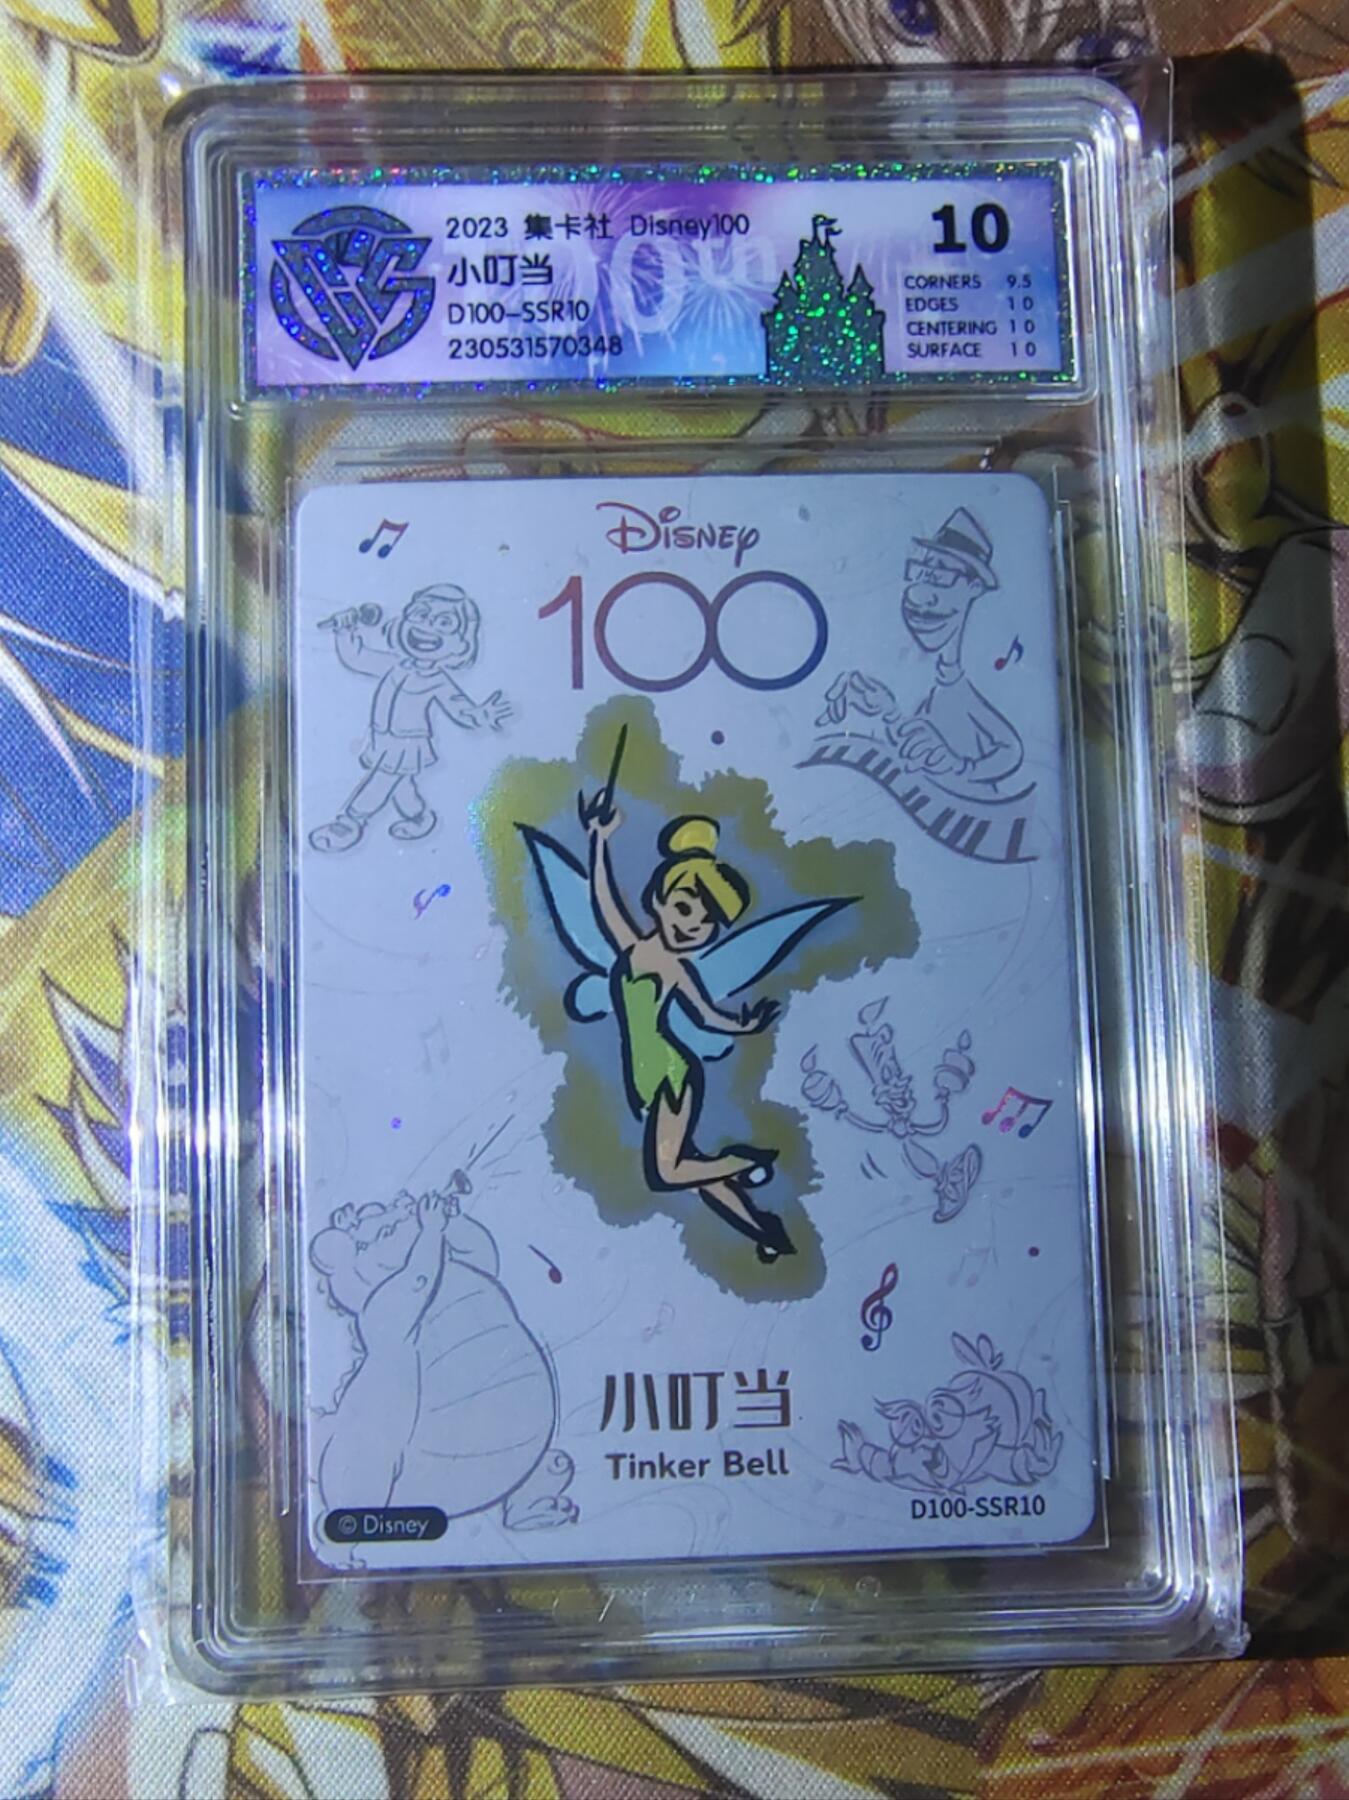 2023 集卡社 Disney100
小叮当
D100-SSR10
230531570348
10
CORNERS 9.5
EDGES 10
CENTERING 10
SURFACE 10
Disney
100
小叮当
Tinker Bell
© Disney
D100-SSR10